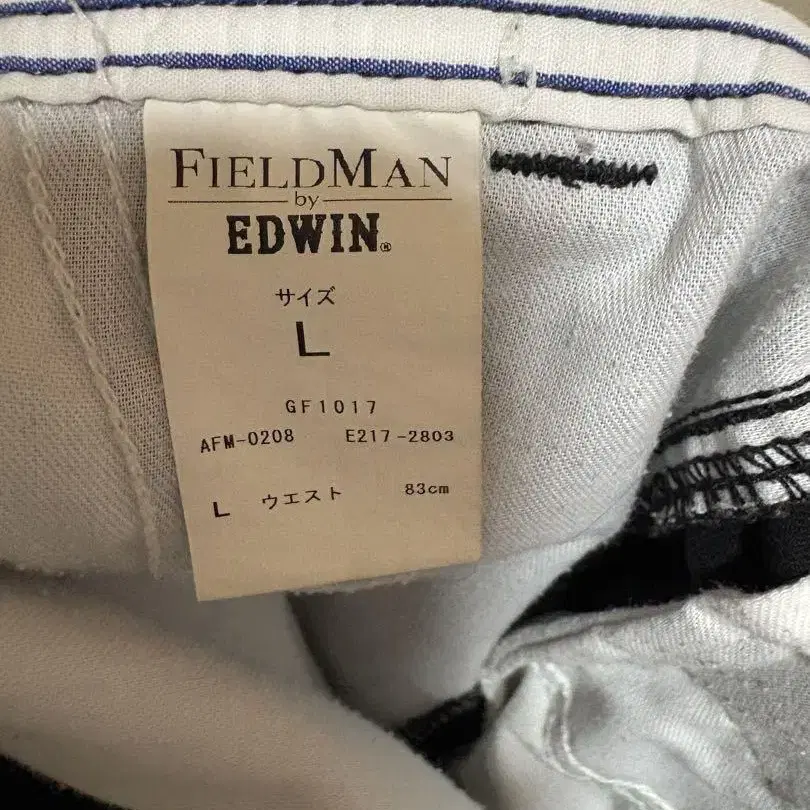 FIELDMAN
by
EDWIN®
サイズ
L
GF1017
AFM-0208 E217-2803
L ウエスト 83cm